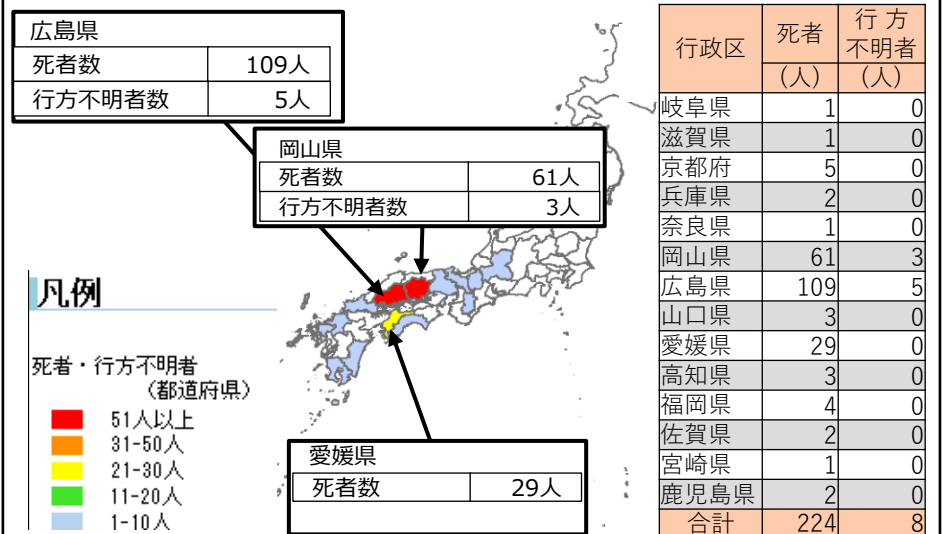 広島県
死者数 109人
行方不明者数 5人
岡山県
死者数 61人
行方不明者数 3人
凡例
死者・行方不明者
(都道府県)
51人以上
31-50人
21-30人
11-20人
1-10人
愛媛県
死者数 29人
行政区 死者 行方
不明者
(人) (人)
岐阜県 1 0
滋賀県 1 0
京都府 5 0
兵庫県 2 0
奈良県 1 0
岡山県 61 3
広島県 109 5
山口県 3 0
愛媛県 29 0
高知県 3 0
福岡県 4 0
佐賀県 2 0
宮崎県 1 0
鹿児島県 2 0
合計 224 8